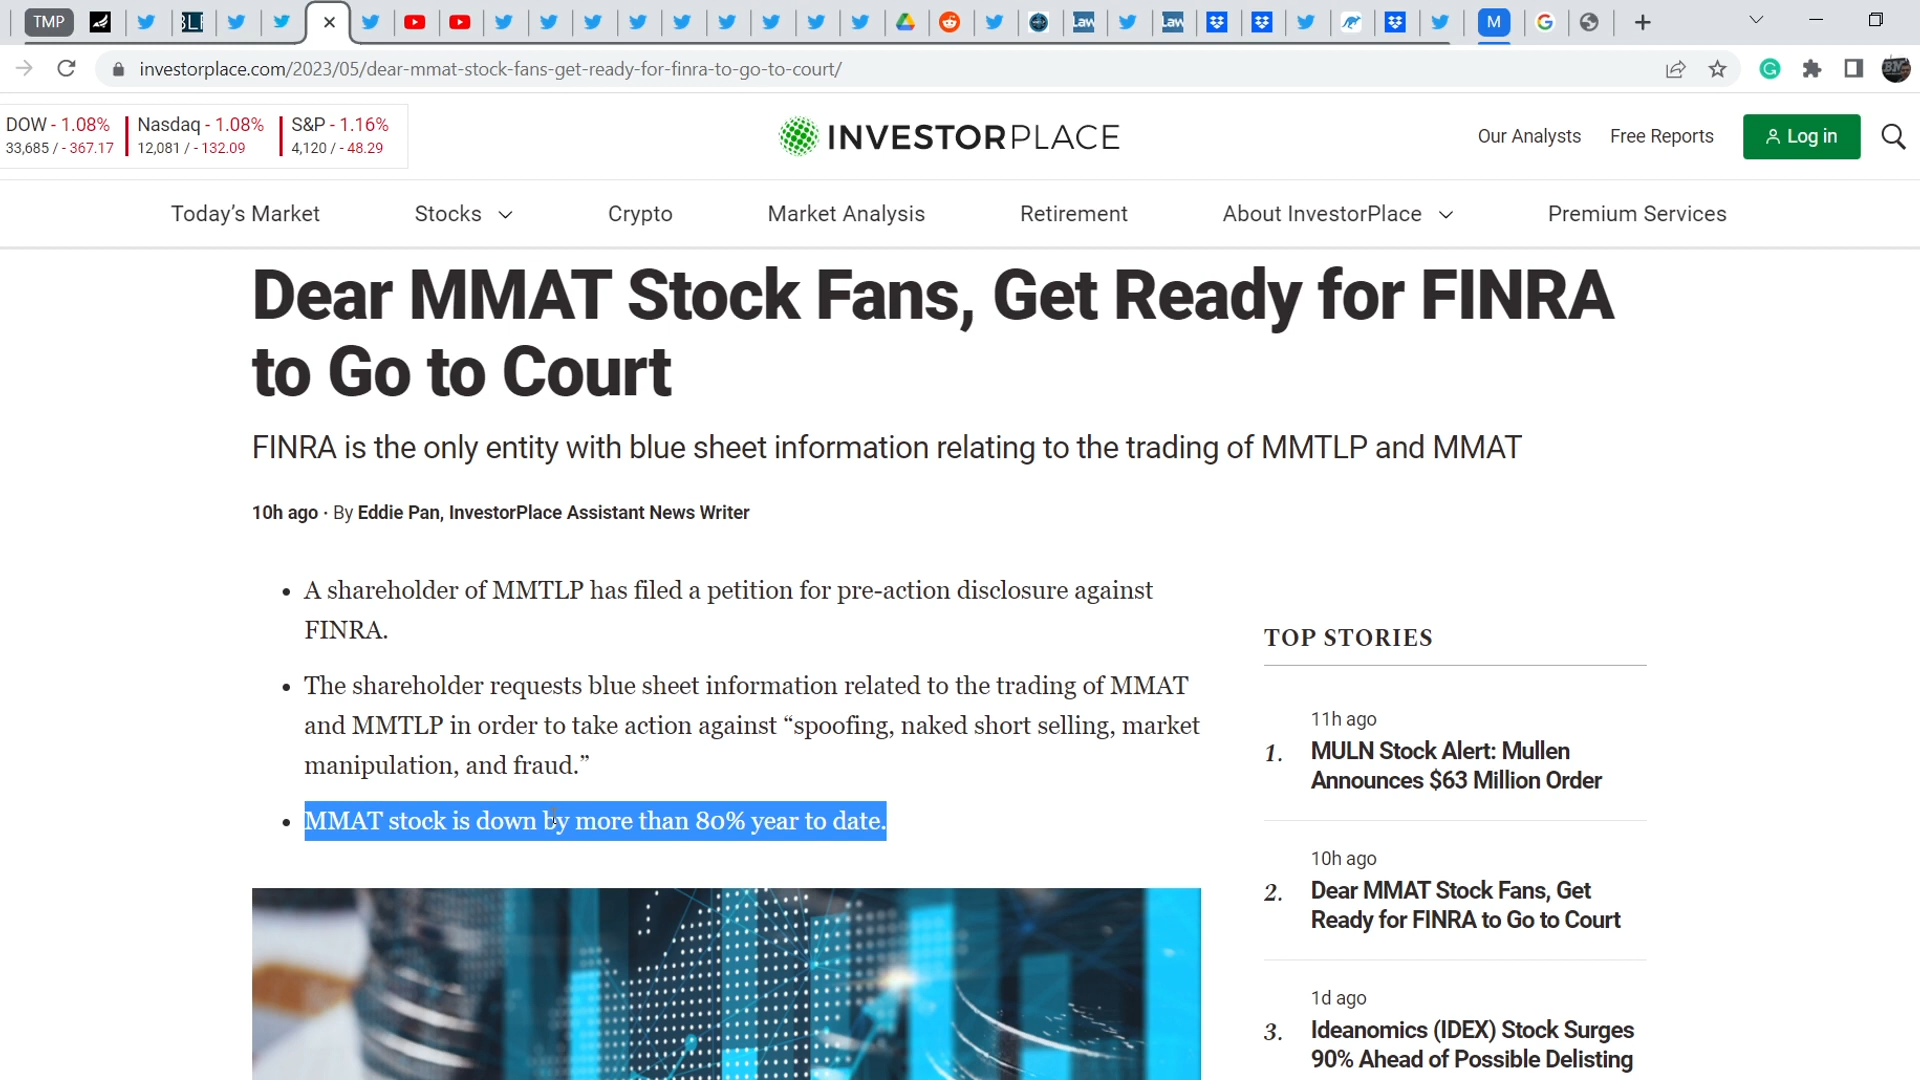 TMP
BLF
Law
Law
M
investorplace.com/2023/05/dear-mmat-stock-fans-get-ready-for-finra-to-go-to-court/
DOW - 1.08%
33,685 / - 367.17
Nasdaq - 1.08%
12,081 / - 132.09
S&P - 1.16%
4,120 / - 48.29
INVESTORPLACE
Our Analysts
Free Reports
Log in
Today’s Market
Stocks
Crypto
Market Analysis
Retirement
About InvestorPlace
Premium Services
Dear MMAT Stock Fans, Get Ready for FINRA
to Go to Court
FINRA is the only entity with blue sheet information relating to the trading of MMTLP and MMAT
10h ago · By Eddie Pan, InvestorPlace Assistant News Writer
• A shareholder of MMTLP has filed a petition for pre-action disclosure against
FINRA.
• The shareholder requests blue sheet information related to the trading of MMAT
and MMTLP in order to take action against “spoofing, naked short selling, market
manipulation, and fraud.”
• MMAT stock is down by more than 80% year to date.
TOP STORIES
11h ago
1. MULN Stock Alert: Mullen
Announces $63 Million Order
10h ago
2. Dear MMAT Stock Fans, Get
Ready for FINRA to Go to Court
1d ago
3. Ideanomics (IDEX) Stock Surges
90% Ahead of Possible Delisting